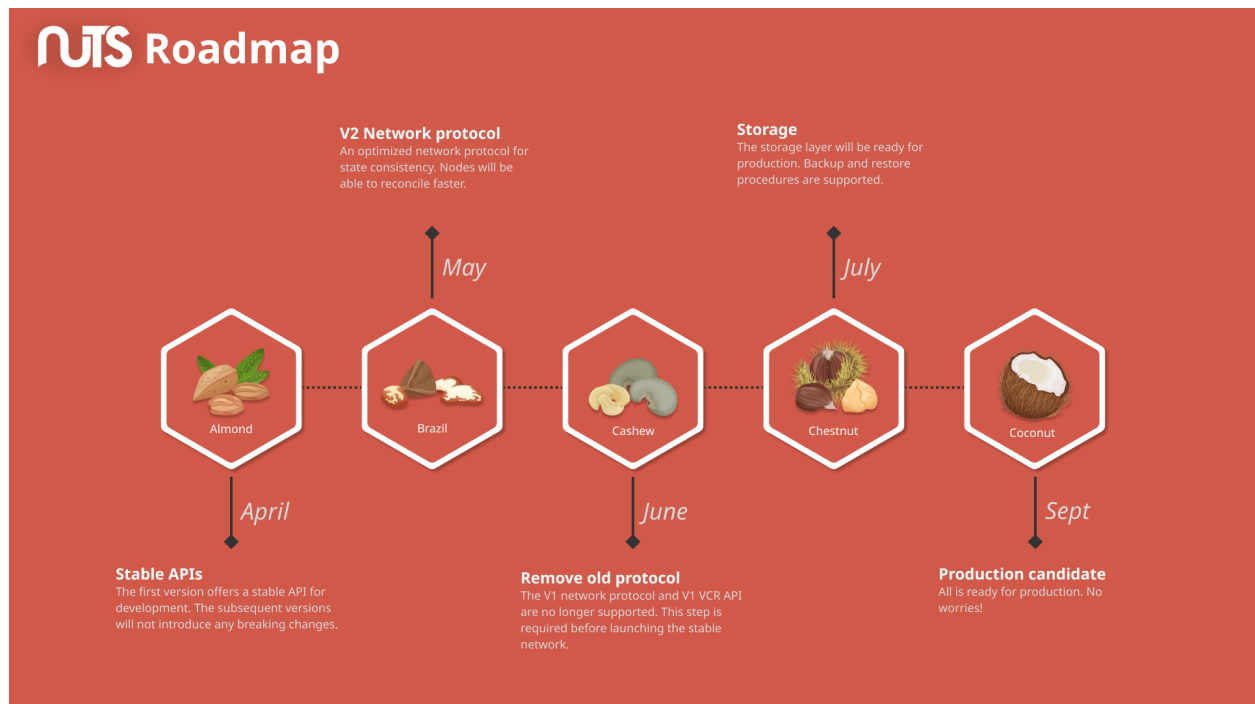 NUTS Roadmap
V2 Network protocol
An optimized network protocol for
state consistency. Nodes will be
able to reconcile faster.
Storage
The storage layer will be ready for
production. Backup and restore
procedures are supported.
May
July
Almond
Brazil
Cashew
Chestnut
Coconut
April
June
Sept
Stable APIs
The first version offers a stable API for
development. The subsequent versions
will not introduce any breaking changes.
Remove old protocol
The V1 network protocol and V1 VCR API
are no longer supported. This step is
required before launching the stable
network.
Production candidate
All is ready for production. No
worries!